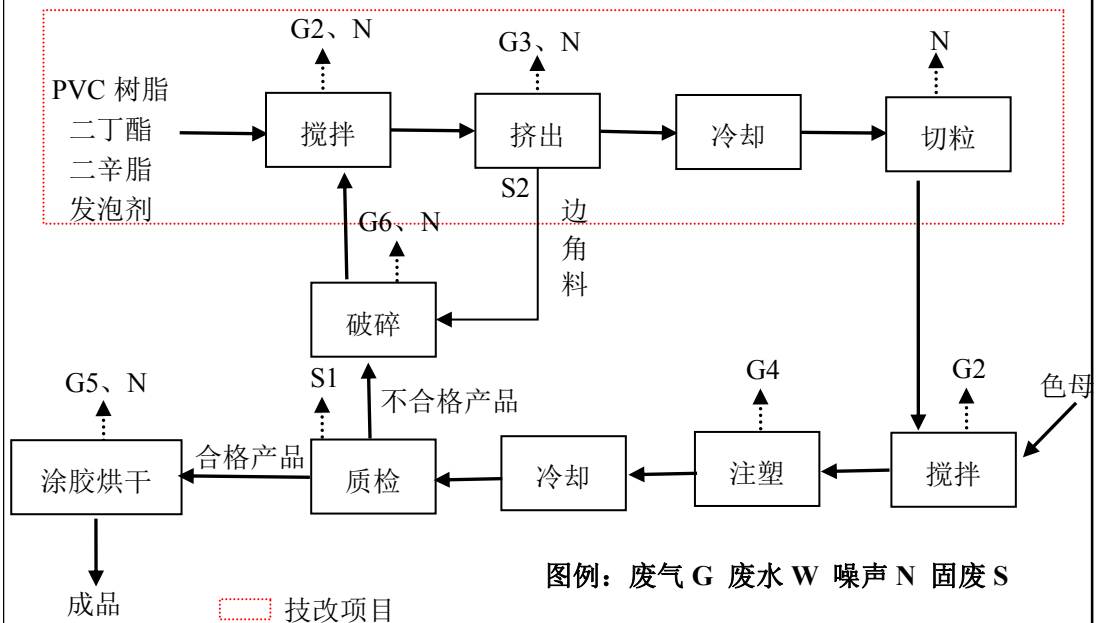 G2、N
G3、N
N
PVC 树脂
二丁酯
二辛脂
发泡剂
搅拌
挤出
冷却
切粒
S2
边
角
料
G6、N
破碎
G5、N
S1
不合格产品
G4
G2
色母
合格产品
涂胶烘干
质检
冷却
注塑
搅拌
成品
图例：废气 G 废水 W 噪声 N 固废 S
技改项目